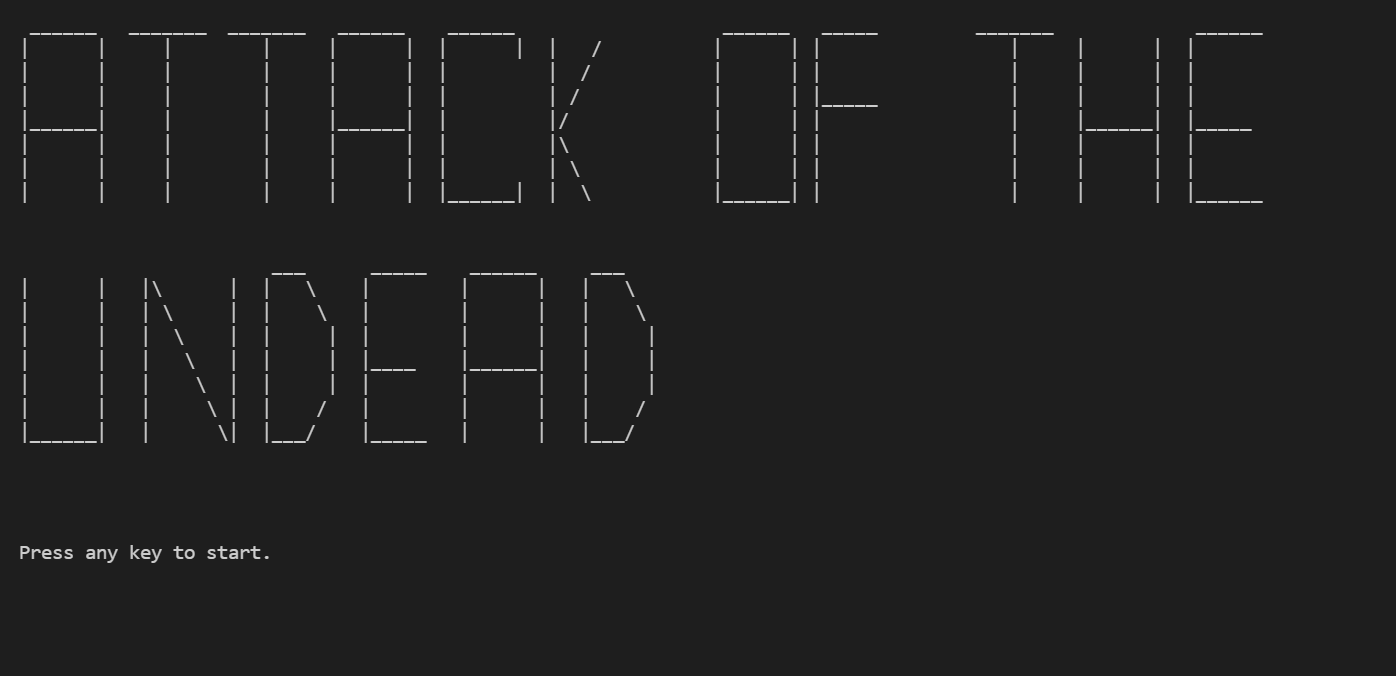 ATTACK OF THE
UNDEAD
Press any key to start.